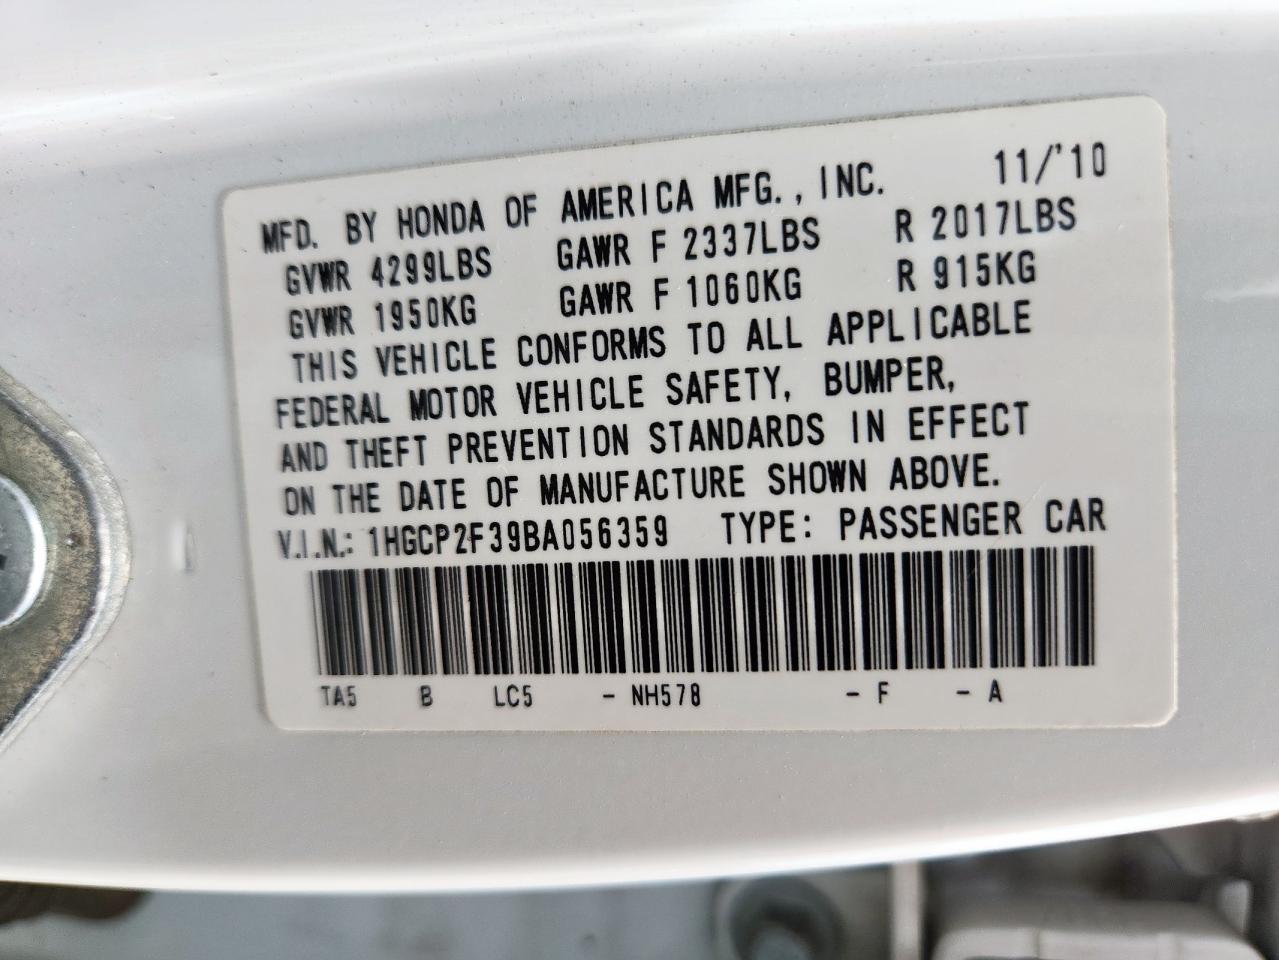 MFD. BY HONDA OF AMERICA MFG., INC. 11/'10
GVWR 4299LBS GAWR F 2337LBS R 2017LBS
GVWR 1950KG GAWR F 1060KG R 915KG
THIS VEHICLE CONFORMS TO ALL APPLICABLE
FEDERAL MOTOR VEHICLE SAFETY, BUMPER,
AND THEFT PREVENTION STANDARDS IN EFFECT
ON THE DATE OF MANUFACTURE SHOWN ABOVE.
V.I.N.: 1HGCP2F39BA056359 TYPE: PASSENGER CAR
TA5 B LC5 - NH578 - F - A